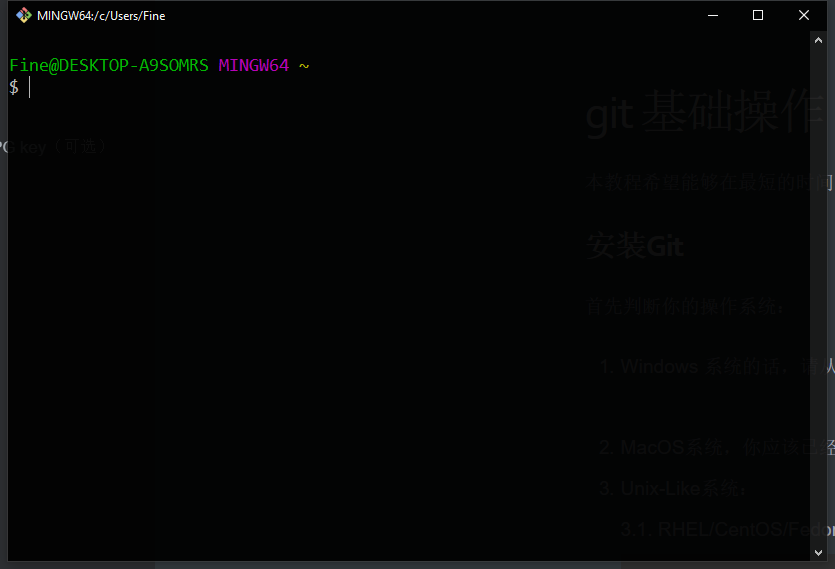 MINGW64:/c/Users/Fine
Fine@DESKTOP-A9SOMRS MINGW64 ~
$
git 基础操作
PG key（可选）
本教程希望能够在最短的时间
安装Git
首先判断你的操作系统：
1. Windows 系统的话，请从
2. MacOS系统，你应该已经
3. Unix-Like系统：
3.1. RHEL/CentOS/Fedor